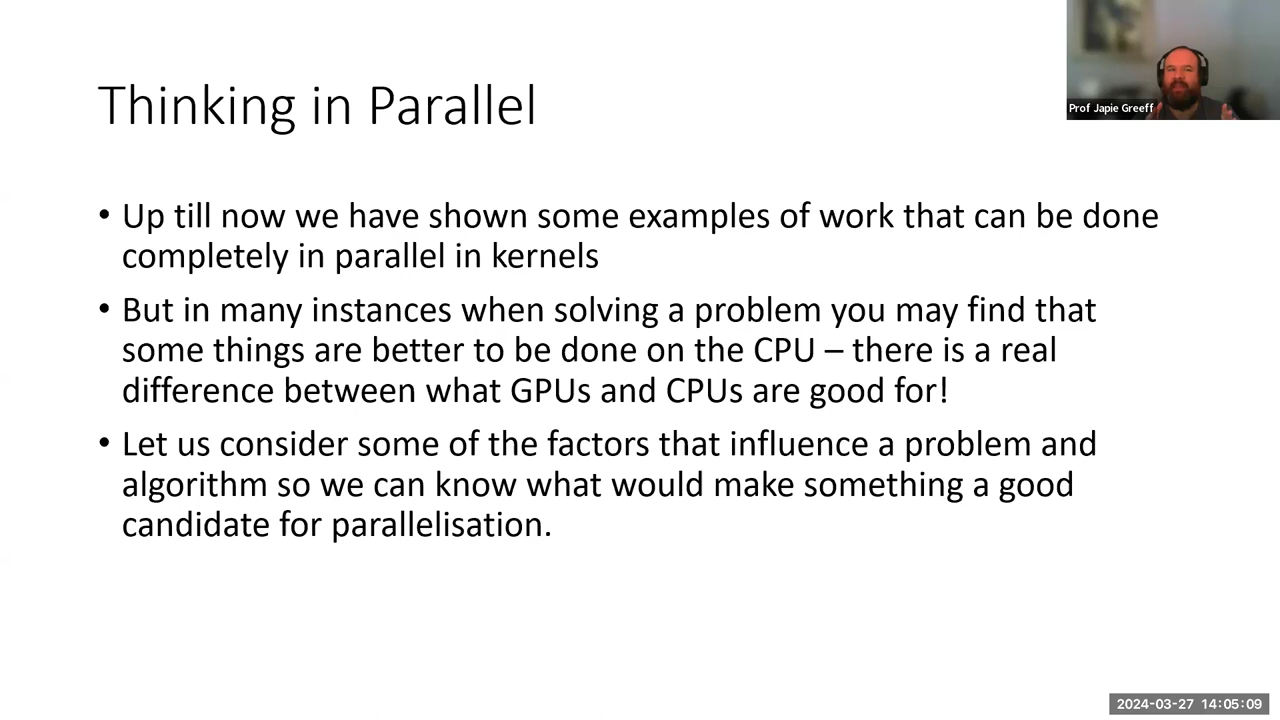 Thinking in Parallel
Prof Japie Greeff
• Up till now we have shown some examples of work that can be done
completely in parallel in kernels
• But in many instances when solving a problem you may find that
some things are better to be done on the CPU – there is a real
difference between what GPUs and CPUs are good for!
• Let us consider some of the factors that influence a problem and
algorithm so we can know what would make something a good
candidate for parallelisation.
2024-03-27 14:05:09